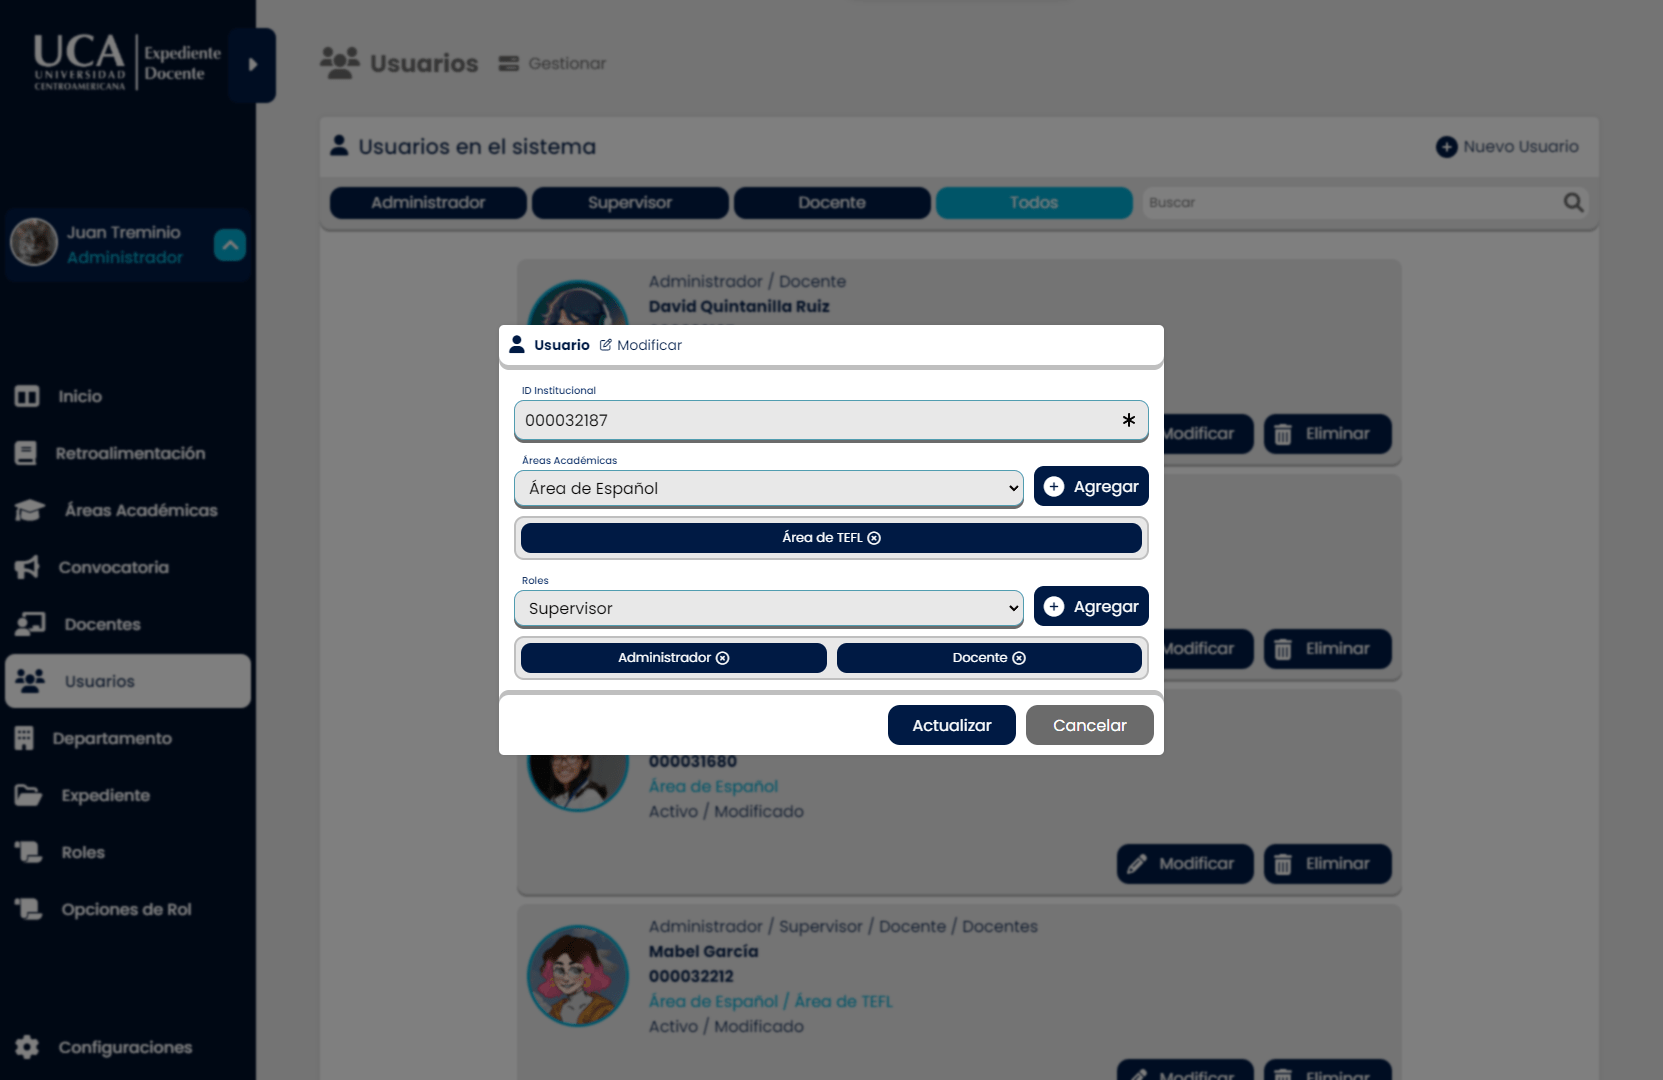 UCA
UNIVERSIDAD
CENTROAMERICANA
Expediente
Docente
Usuarios
Gestionar
Usuarios en el sistema
Nuevo Usuario
Administrador
Supervisor
Docente
Todos
Buscar
Juan Treminio
Administrador
Inicio
Retroalimentación
Áreas Académicas
Convocatoria
Docentes
Usuarios
Departamento
Expediente
Roles
Opciones de Rol
Configuraciones
Administrador / Docente
David Quintanilla Ruiz
Modificar
Eliminar
Usuario
Modificar
ID Institucional
000032187
Áreas Académicas
Área de Español
Agregar
Área de TEFL
Roles
Supervisor
Agregar
Administrador
Docente
Actualizar
Cancelar
Modificar
Eliminar
000031680
Área de Español
Activo / Modificado
Modificar
Eliminar
Administrador / Supervisor / Docente / Docentes
Mabel García
000032212
Área de Español / Área de TEFL
Activo / Modificado
Modificar
Eliminar